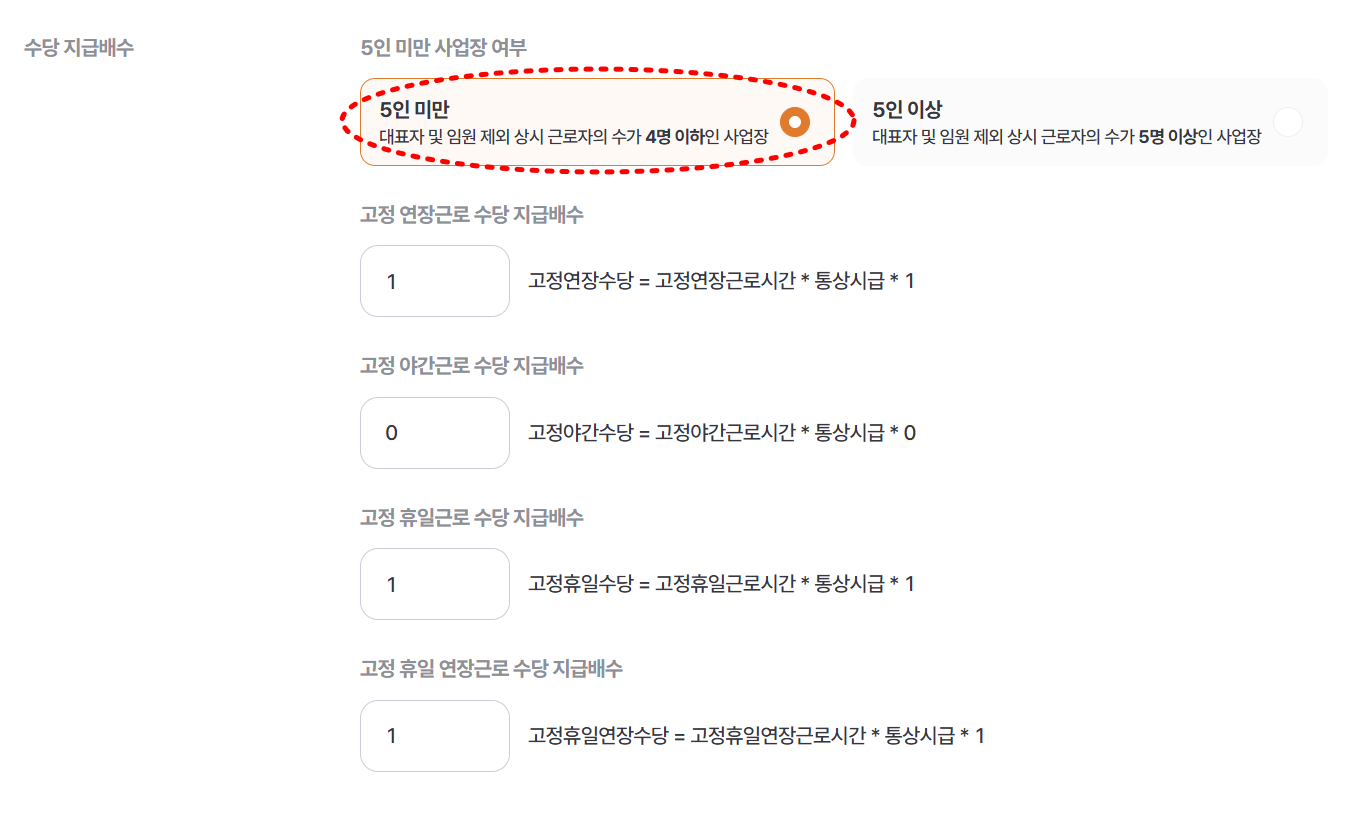 수당 지급배수
5인 미만 사업장 여부
5인 미만
대표자 및 임원 제외 상시 근로자의 수가 4명 이하인 사업장
5인 이상
대표자 및 임원 제외 상시 근로자의 수가 5명 이상인 사업장
고정 연장근로 수당 지급배수
1
고정연장수당 = 고정연장근로시간 * 통상시급 * 1
고정 야간근로 수당 지급배수
0
고정야간수당 = 고정야간근로시간 * 통상시급 * 0
고정 휴일근로 수당 지급배수
1
고정휴일수당 = 고정휴일근로시간 * 통상시급 * 1
고정 휴일 연장근로 수당 지급배수
1
고정휴일연장수당 = 고정휴일연장근로시간 * 통상시급 * 1